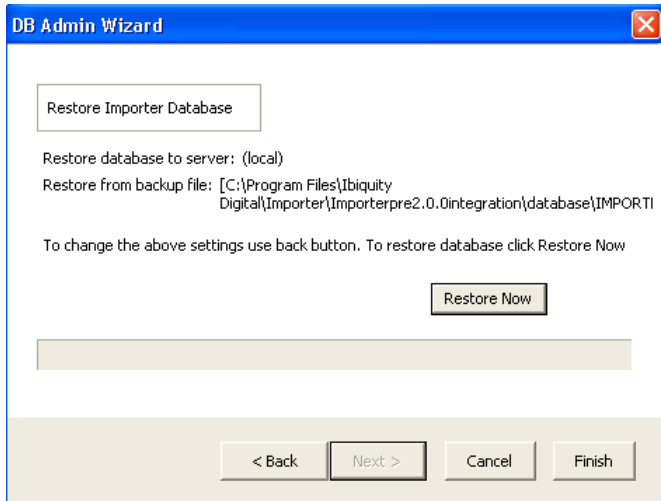 DB Admin Wizard
Restore Importer Database
Restore database to server: (local)
Restore from backup file: [C:\Program Files\Ibiquity
Digital\Importer\Importerpre2.0.0integration\database\IMPORTI
To change the above settings use back button. To restore database click Restore Now
Restore Now
< Back Next > Cancel Finish